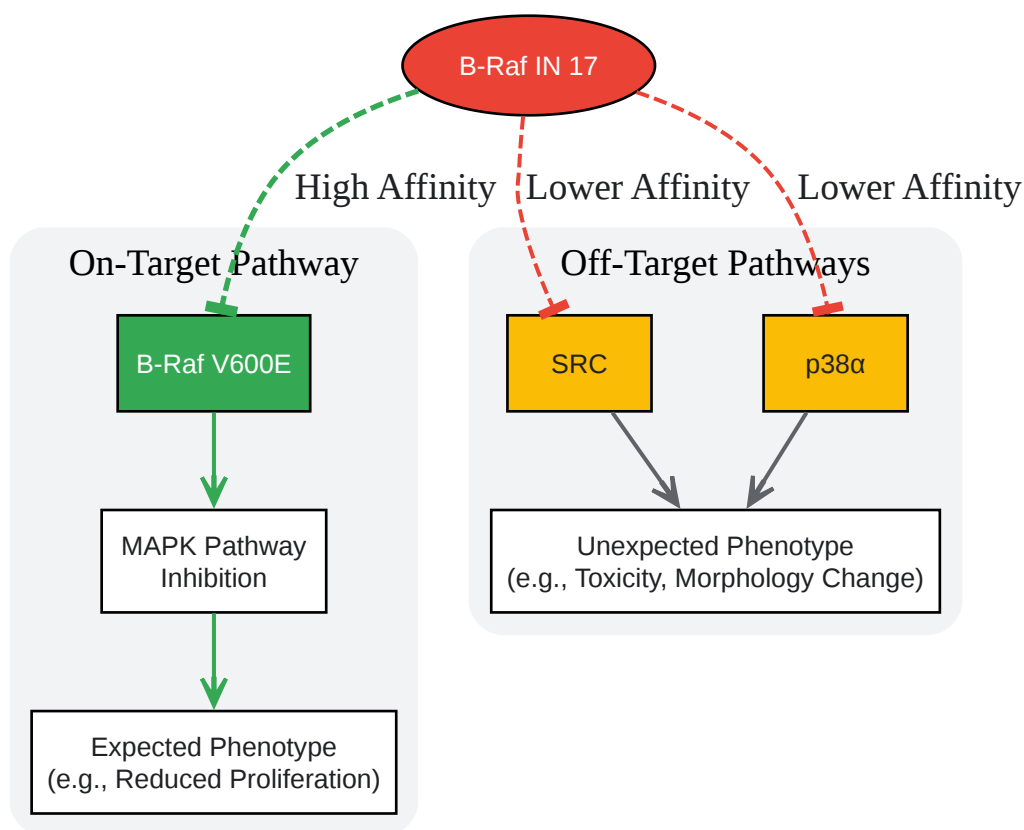 B-Raf IN 17
High Affinity
Lower Affinity
Lower Affinity
On-Target Pathway
Off-Target Pathways
B-Raf V600E
SRC
p38α
MAPK Pathway
Inhibition
Unexpected Phenotype
(e.g., Toxicity, Morphology Change)
Expected Phenotype
(e.g., Reduced Proliferation)